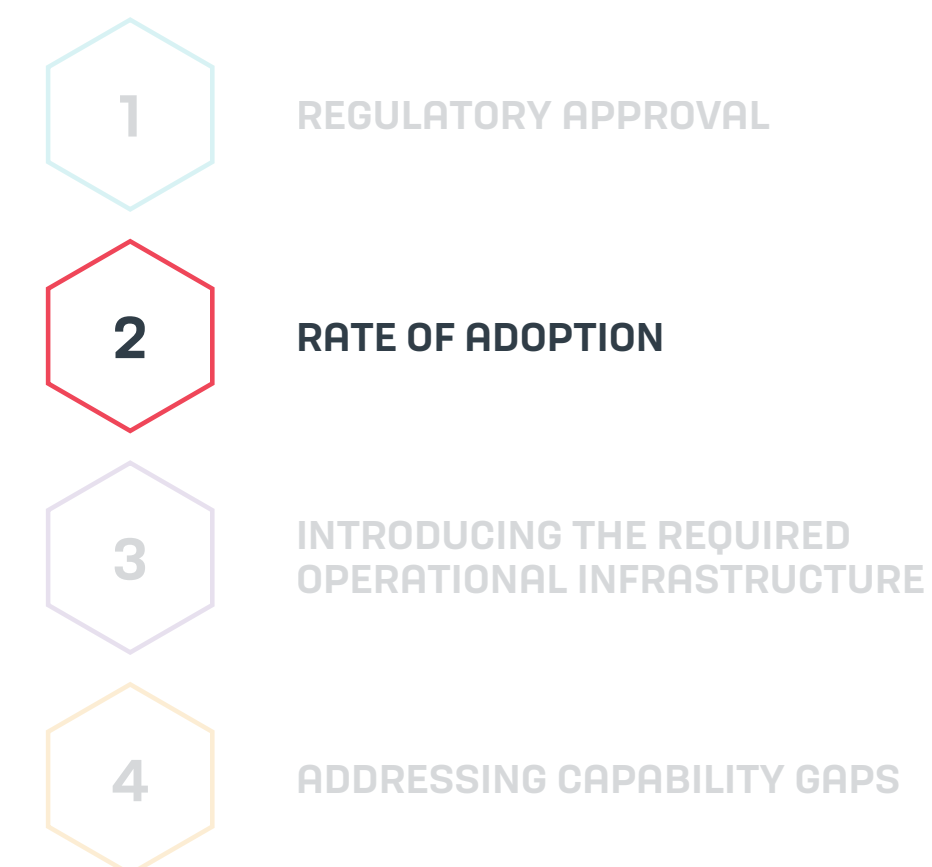 1
REGULATORY APPROVAL
2
RATE OF ADOPTION
3
INTRODUCING THE REQUIRED
OPERATIONAL INFRASTRUCTURE
4
ADDRESSING CAPABILITY GAPS